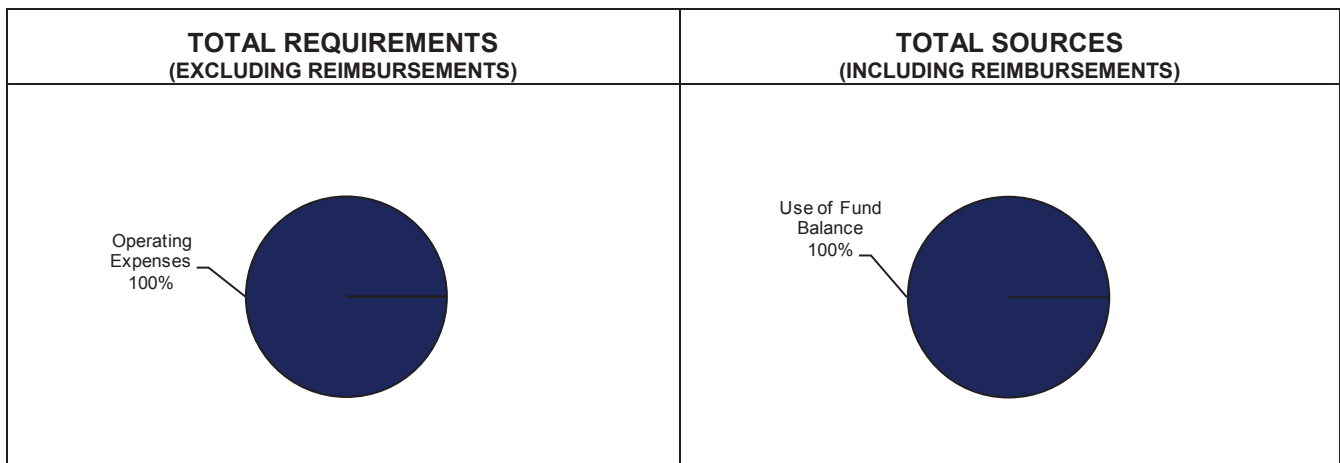 TOTAL REQUIREMENTS
(EXCLUDING REIMBURSEMENTS)
Operating
Expenses
100%
TOTAL SOURCES
(INCLUDING REIMBURSEMENTS)
Use of Fund
Balance
100%